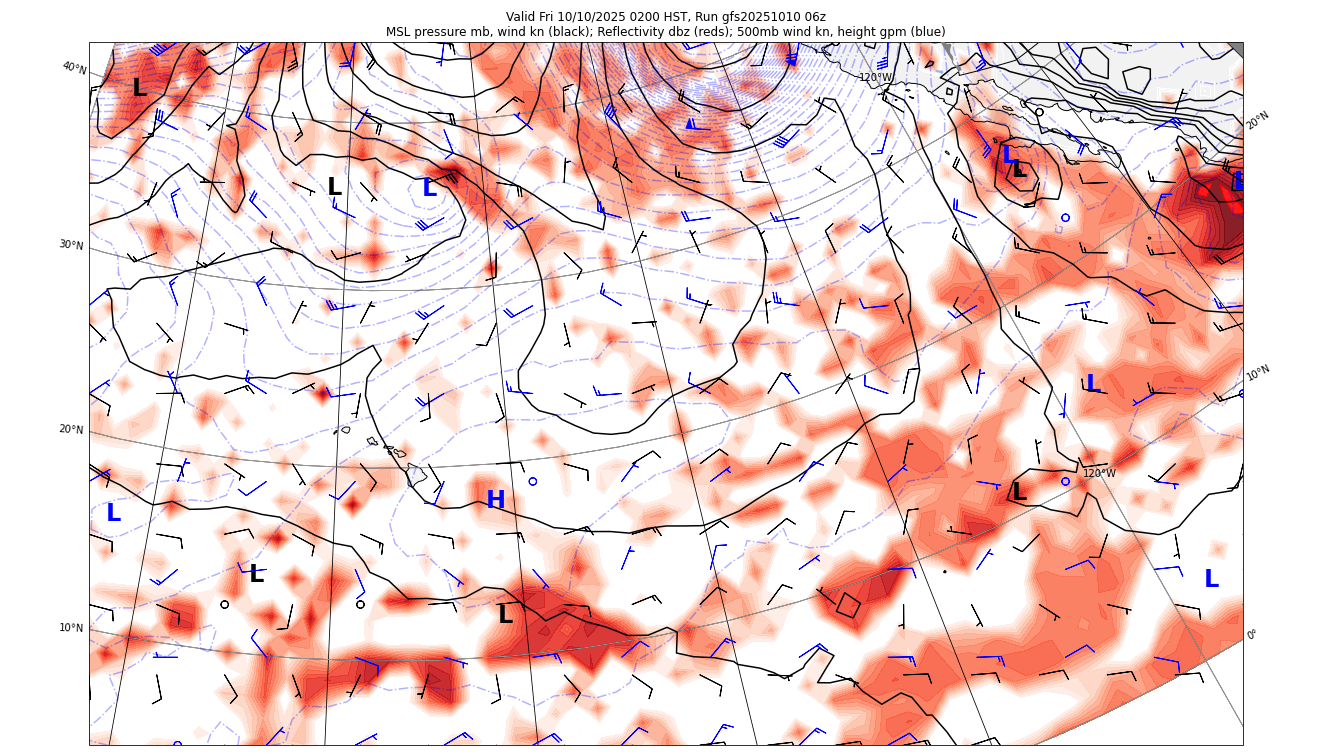 Valid Fri 10/10/2025 0200 HST, Run gfs20251010 06z
MSL pressure mb, wind kn (black); Reflectivity dbz (reds); 500mb wind kn, height gpm (blue)
40°N
120°W
20°N
L
L
L
L
L
L
L
30°N
10°N
L
20°N
120°W
L
H
L
L
L
L
10°N
0°